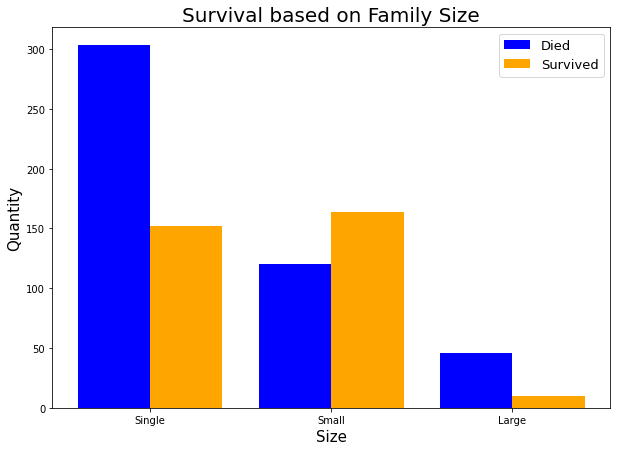 Survival based on Family Size
Died
Survived
300
250
200
150
100
50
0
Quantity
Single
Small
Large
Size